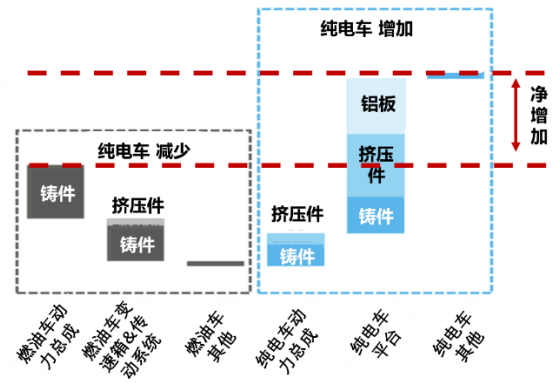 纯电车 增加
净增加
铝板
挤压
件
铸件
纯电车 减少
铸件
挤压件
铸件
挤压件
铸件
燃油车动
力总成
燃油车变
速箱&传
动系统
燃油车
其他
纯电车动
力总成
纯电车
平台
纯电车
其他